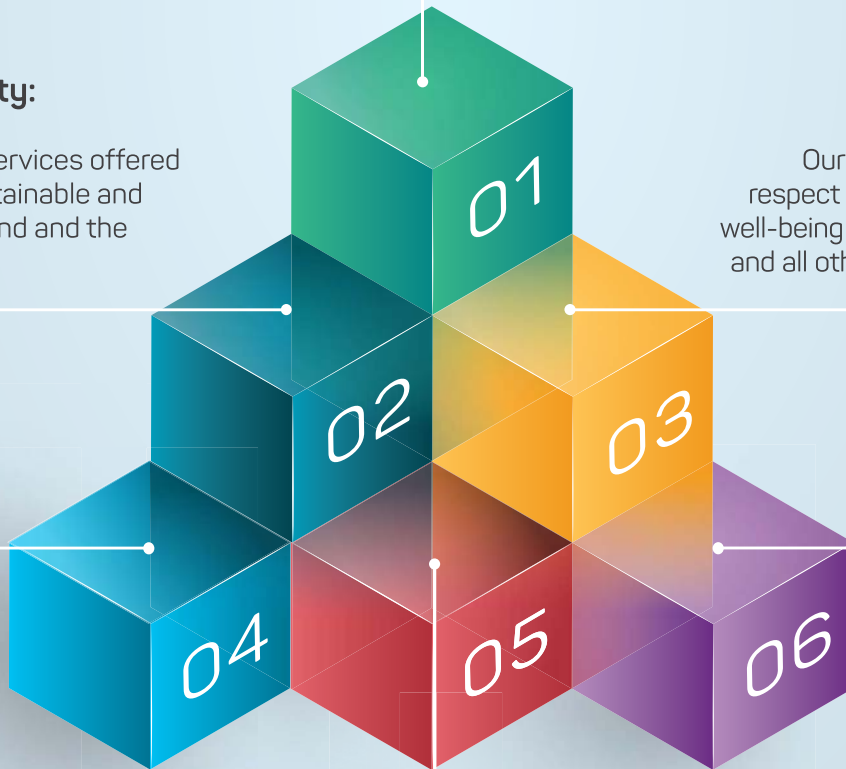 ty:
ervices offered
tainable and
nd and the
Our
respect
well-being
and all oth
01
02
03
04
05
06